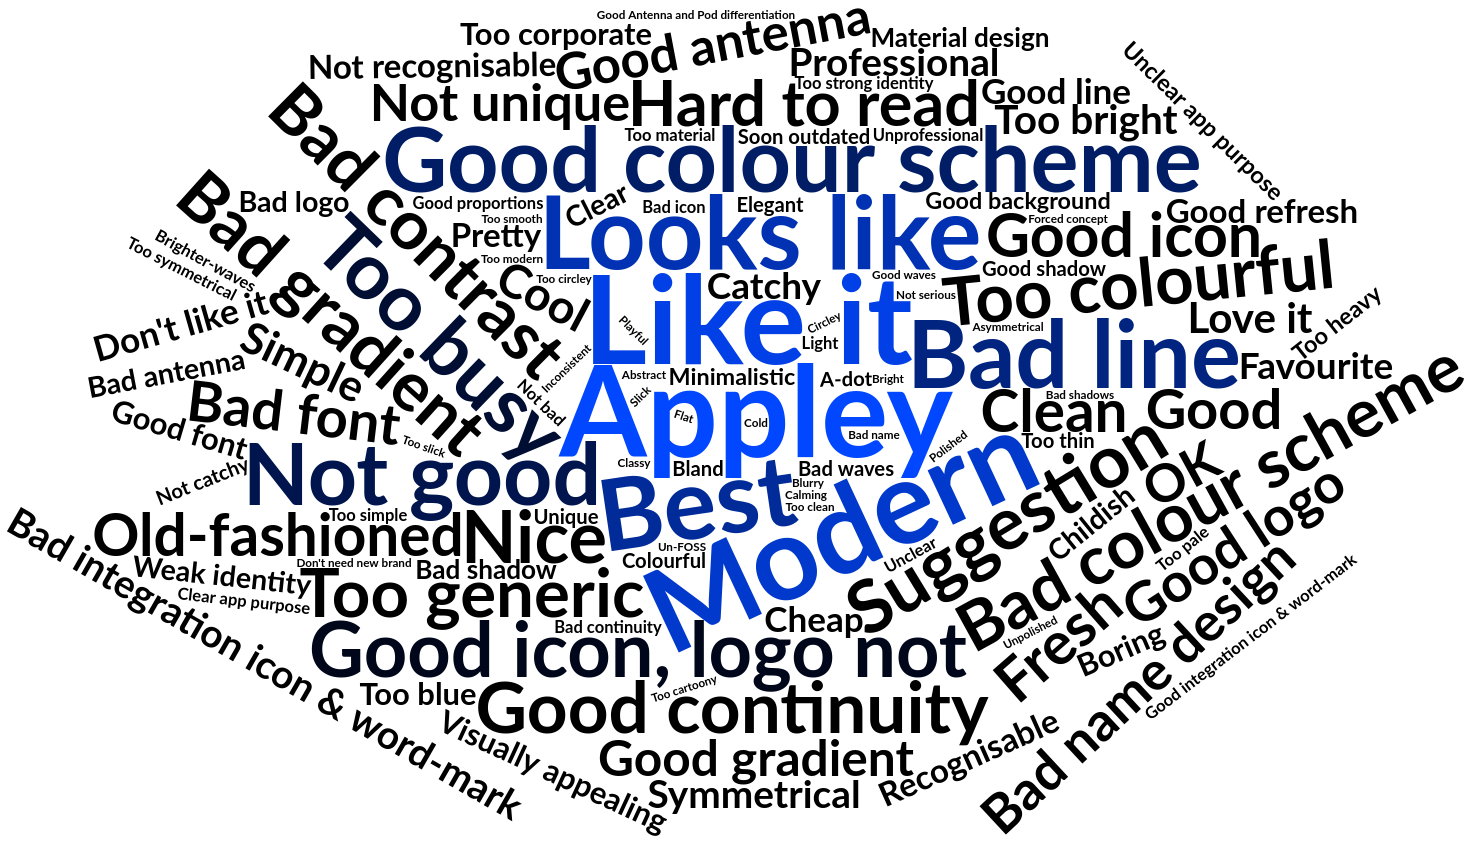 Good Antenna and Pod differentiation
Too corporate
Good antenna
Material design
Not recognisable
Professional
Unclear app purpose
Too strong identity
Not unique
Hard to read
Good line
Too bright
Bad contrast
Too material
Soon outdated
Unprofessional
Good colour scheme
Bad gradient
Bad logo
Good proportions
Clear
Bad icon
Elegant
Good background
Too smooth
Forced concept
Good refresh
Too busy
Pretty
Looks like
Good icon
Brighter-waves
Too symmetrical
Too modern
Cool
Too circley
Catchy
Good waves
Good shadow
Not serious
Too colourful
Don't like it
Simple
Playful
Like it
Circley
Light
Asymmetrical
Love it
Too heavy
Bad line
Inconsistent
Bad antenna
Not bad
Abstract
Minimalistic
A-dot
Bright
Favourite
Bad font
Slick
Appley
Bad shadows
Clean
Good
Good font
Flat
Cold
Bad name
Too slick
Polished
Too thin
Not catchy
Not good
Classy
Bland
Bad waves
Modern
Suggestion
OK
Bad colour scheme
Best
Blurry
Calming
Too clean
Childish
Good logo
Old-fashioned
Too simple
Nice
Unique
Un-FOSS
Colourful
Unclear
Too pale
Bad integration icon & word-mark
Weak identity
Don't need new brand
Bad shadow
Clear app purpose
Too generic
Cheap
Fresh
Bad continuity
Unpolished
Boring
Good integration icon & word-mark
Good icon, logo not
Too blue
Too cartoony
Good continuity
Bad name design
Visually appealing
Good gradient
Recognisable
Symmetrical